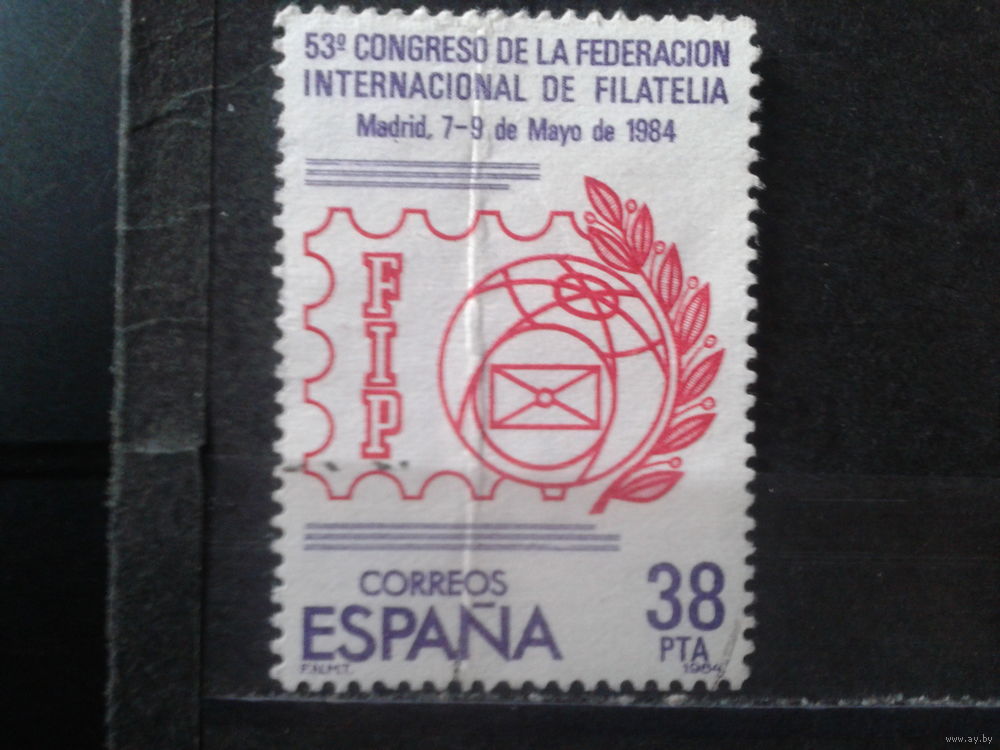 53º CONGRESO DE LA FEDERACION
INTERNACIONAL DE FILATELIA
Madrid, 7-9 de Mayo de 1984
FIP
CORREOS
ESPAÑA
38
PTA
F.N.M.T.
1984
www.ay.by